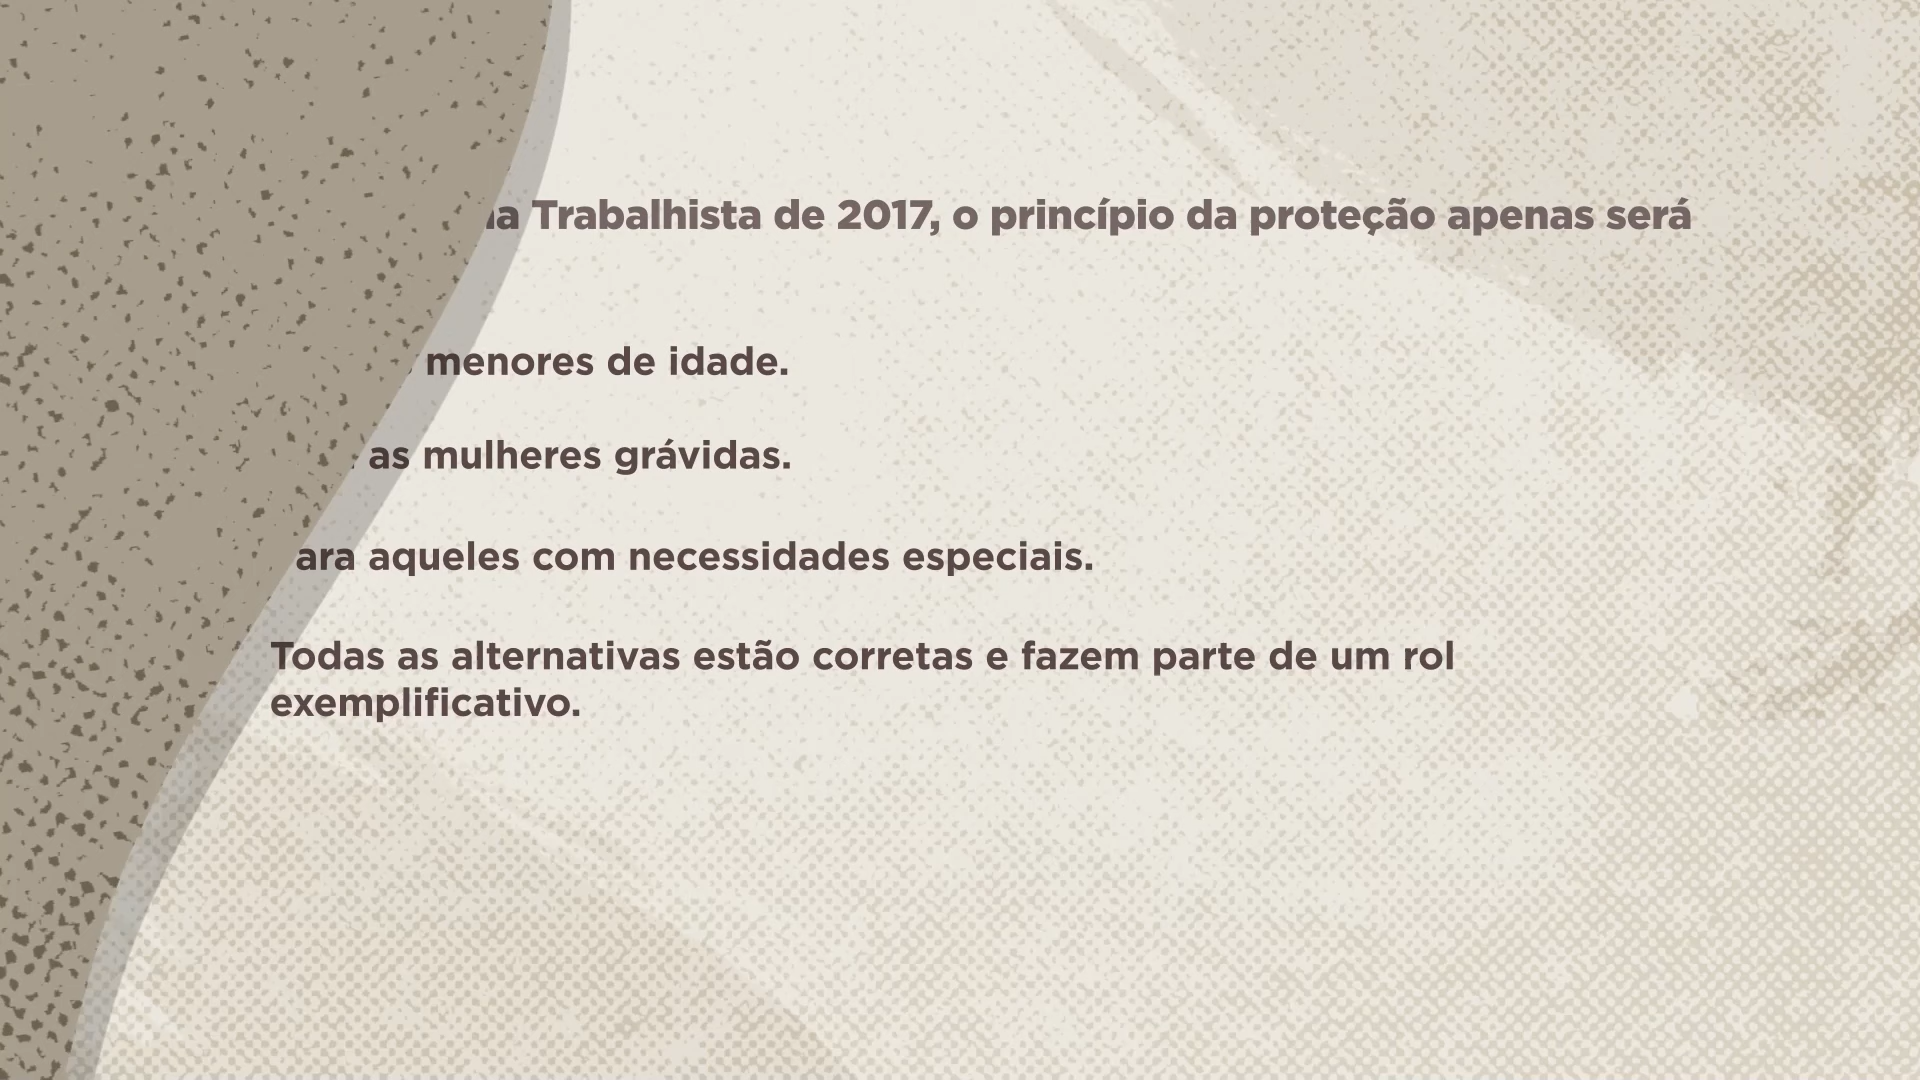 Trabalhista de 2017, o princípio da proteção apenas será
menores de idade.
as mulheres grávidas.
aqueles com necessidades especiais.
Todas as alternativas estão corretas e fazem parte de um rol
exemplificativo.